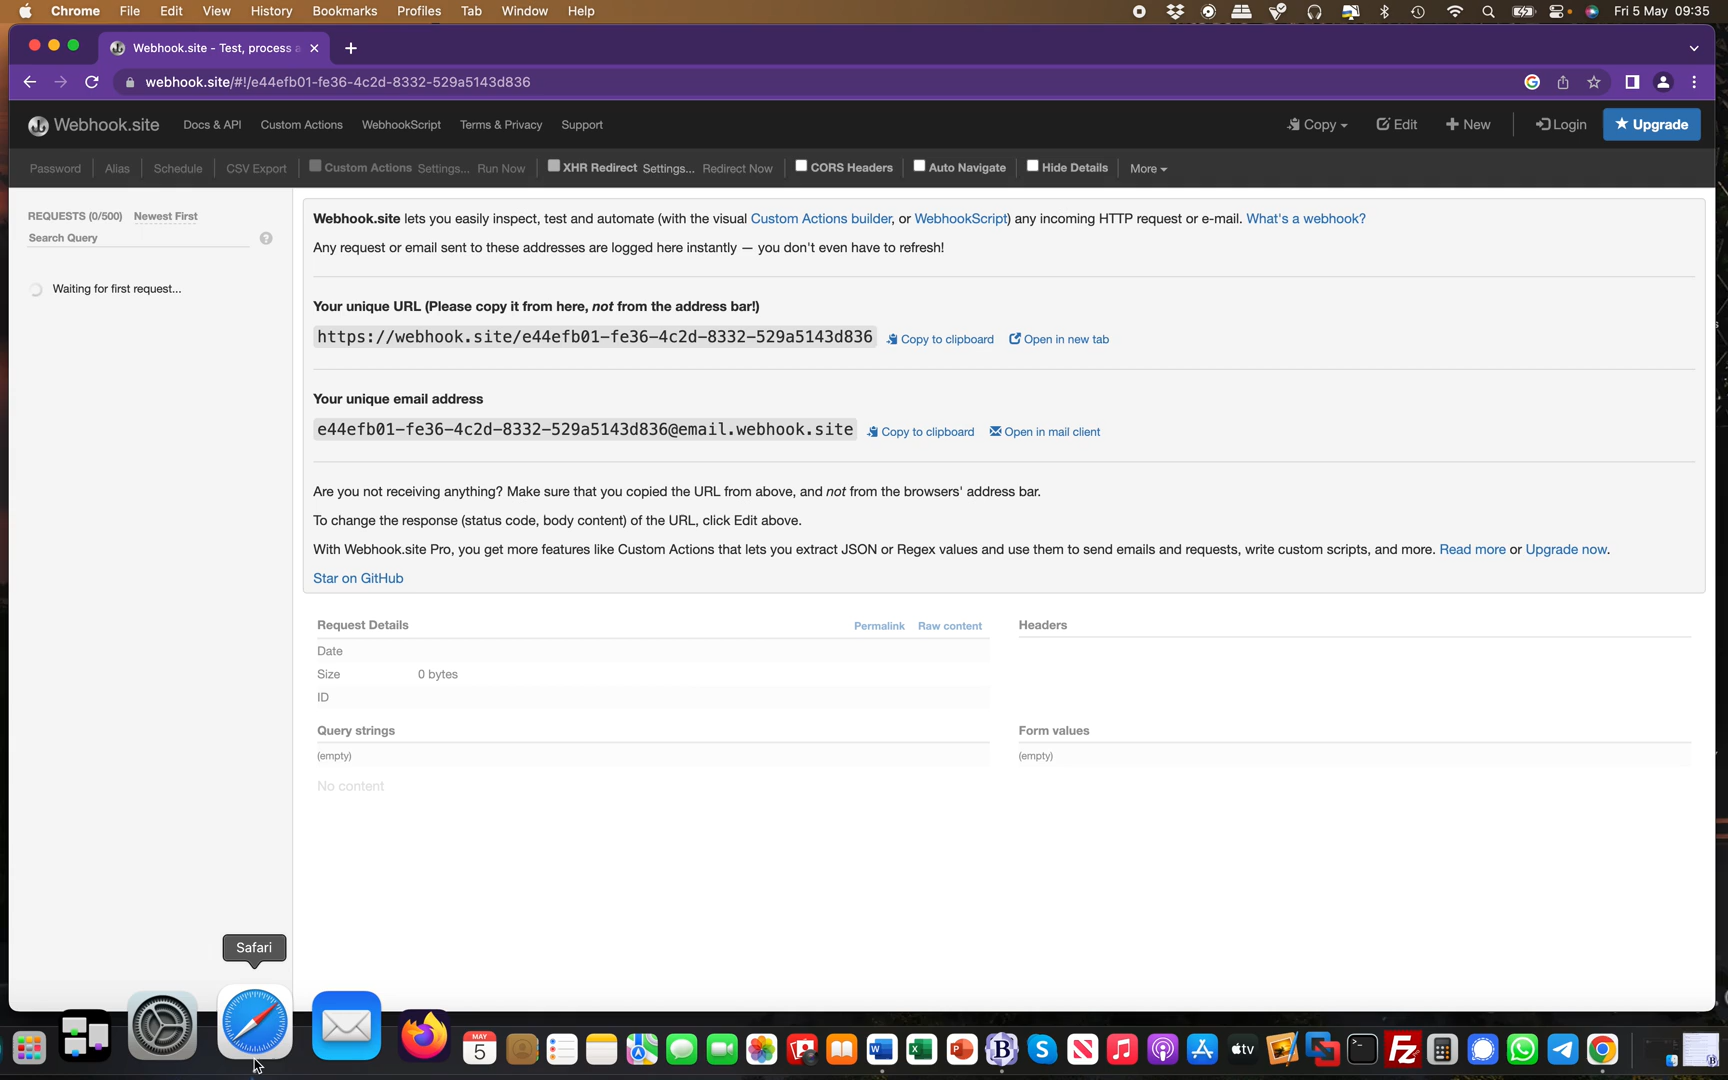 Chrome File Edit View History Bookmarks Profiles Tab Window Help Fri 5 May 09:35
Webhook.site - Test, process a
webhook.site/#!/e44efb01-fe36-4c2d-8332-529a5143d836
Webhook.site Docs & API Custom Actions WebhookScript Terms & Privacy Support Copy Edit New Login Upgrade
Password Alias Schedule CSV Export Custom Actions Settings... Run Now XHR Redirect Settings... Redirect Now CORS Headers Auto Navigate Hide Details More
REQUESTS (0/500) Newest First
Search Query ?
Waiting for first request...
Webhook.site lets you easily inspect, test and automate (with the visual Custom Actions builder, or WebhookScript) any incoming HTTP request or e-mail. What's a webhook?
Any request or email sent to these addresses are logged here instantly — you don't even have to refresh!
Your unique URL (Please copy it from here, not from the address bar!)
https://webhook.site/e44efb01-fe36-4c2d-8332-529a5143d836 Copy to clipboard Open in new tab
Your unique email address
e44efb01-fe36-4c2d-8332-529a5143d836@email.webhook.site Copy to clipboard Open in mail client
Are you not receiving anything? Make sure that you copied the URL from above, and not from the browsers' address bar.
To change the response (status code, body content) of the URL, click Edit above.
With Webhook.site Pro, you get more features like Custom Actions that lets you extract JSON or Regex values and use them to send emails and requests, write custom scripts, and more. Read more or Upgrade now.
Star on GitHub
Request Details Permalink Raw content Headers
Date
Size 0 bytes
ID
Query strings Form values
(empty) (empty)
No content
Safari
MAY
5
tv